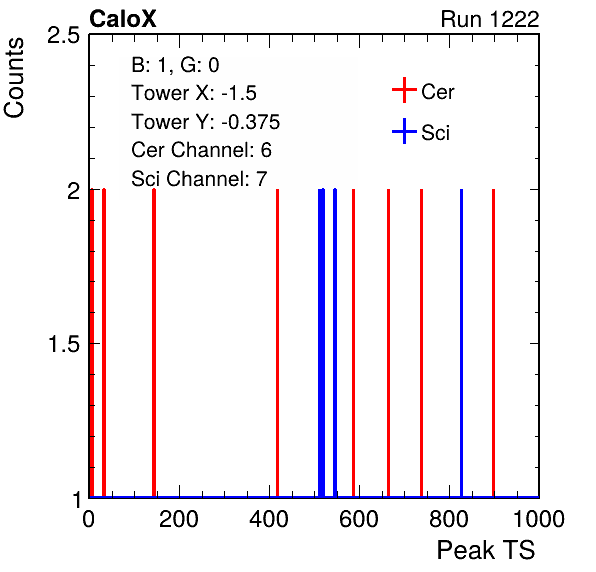 CaloX Run 1222
Counts
2.5
B: 1, G: 0
Tower X: -1.5
Tower Y: -0.375
Cer Channel: 6
Sci Channel: 7
Cer
Sci
2
1.5
1
0 200 400 600 800 1000
Peak TS